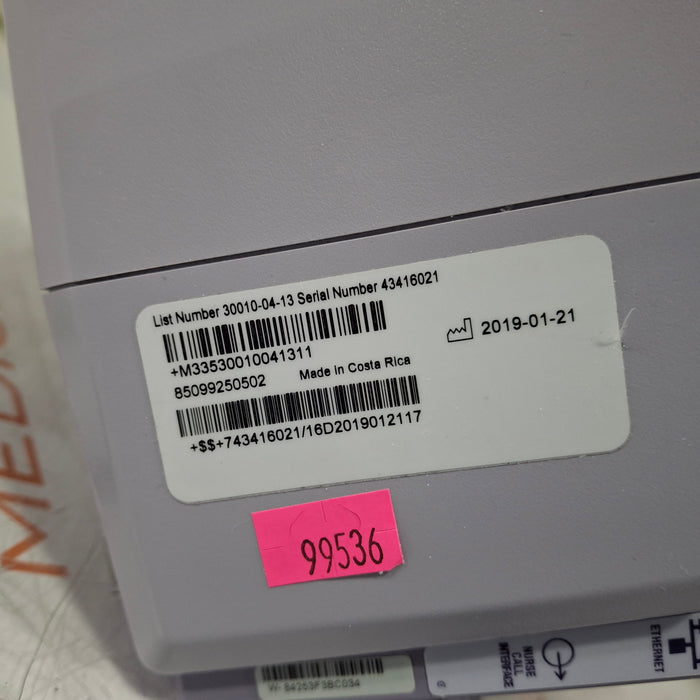 List Number 30010-04-13 Serial Number 43416021
+M33530010041311
85099250502 Made in Costa Rica
+$$+743416021/16D2019012117
2019-01-21
99536
MEDI
NURSE
CALL
INTERFACE
ETHERNET